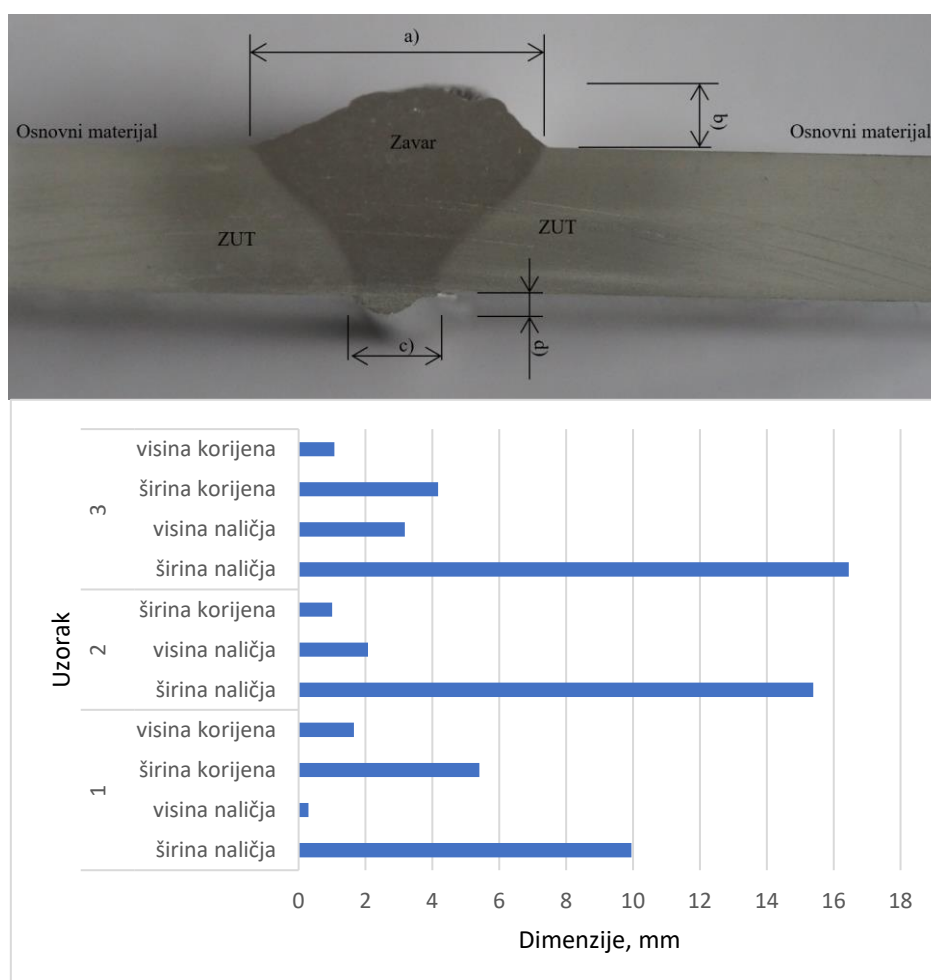 a)
b)
Osnovni materijal
Osnovni materijal
Zavar
ZUT
ZUT
c)
d)
visina korijena
širina korijena
visina naličja
širina naličja
3
širina korijena
visina naličja
širina naličja
2
visina korijena
širina korijena
visina naličja
širina naličja
1
Uzorak
0 2 4 6 8 10 12 14 16 18
Dimenzije, mm